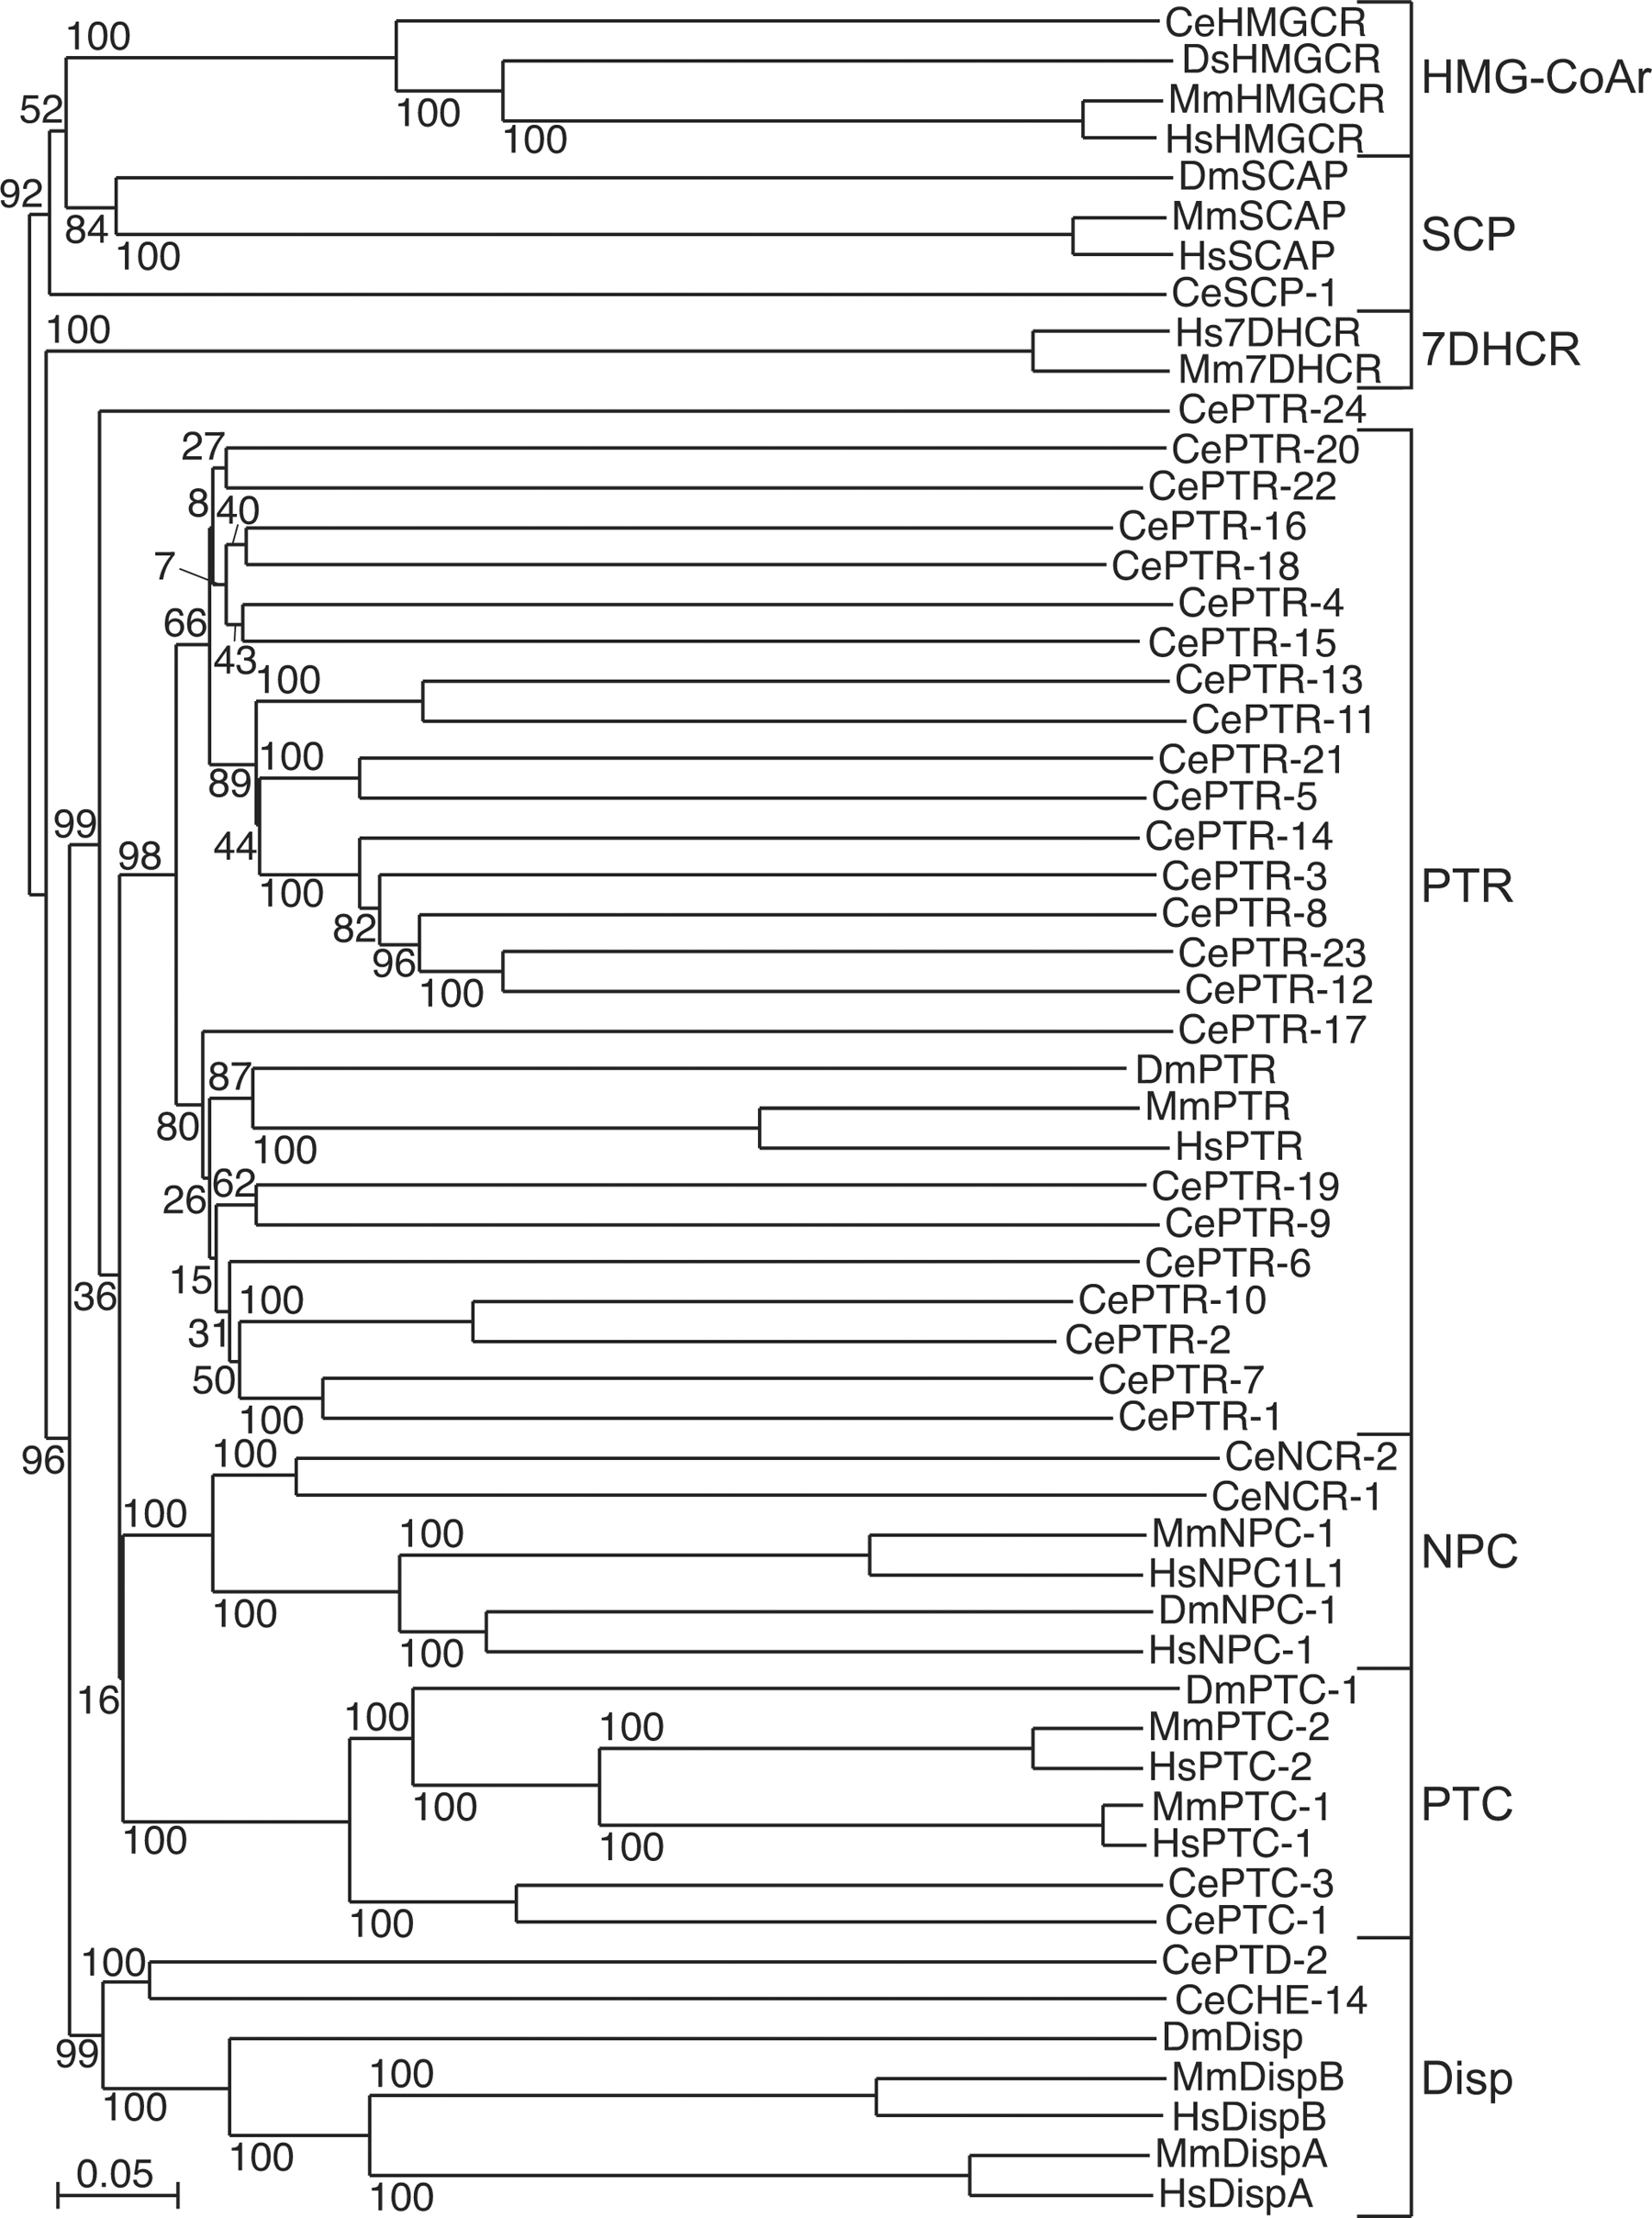 100
CeHMGCR
DsHMGCR
HMG-CoAr
52
MmHMGCR
100
100
HsHMGCR
DmSCAP
92
MmSCAP
84
SCP
100
HsSCAP
CeSCP-1
100
Hs7DHCR
7DHCR
Mm7DHCR
CePTR-24
27
CePTR-20
CePTR-22
8
40
CePTR-16
7
CePTR-18
CePTR-4
66
CePTR-15
43
100
CePTR-13
CePTR-11
100
CePTR-21
89
CePTR-5
99
CePTR-14
44
98
CePTR-3
PTR
100
CePTR-8
82
CePTR-23
96
100
CePTR-12
CePTR-17
87
DmPTR
MmPTR
80
100
HsPTR
62
CePTR-19
26
CePTR-9
CePTR-6
15
36
100
CePTR-10
31
CePTR-2
50
CePTR-7
100
CePTR-1
96
100
CeNCR-2
CeNCR-1
100
100
MmNPC-1
NPC
HsNPC1L1
100
DmNPC-1
100
HsNPC-1
16
DmPTC-1
100
100
MmPTC-2
HsPTC-2
100
MmPTC-1
PTC
100
100
HsPTC-1
CePTC-3
100
CePTC-1
100
CePTD-2
CeCHE-14
99
DmDisp
100
100
MmDispB
Disp
HsDispB
100
MmDispA
0.05
100
HsDispA